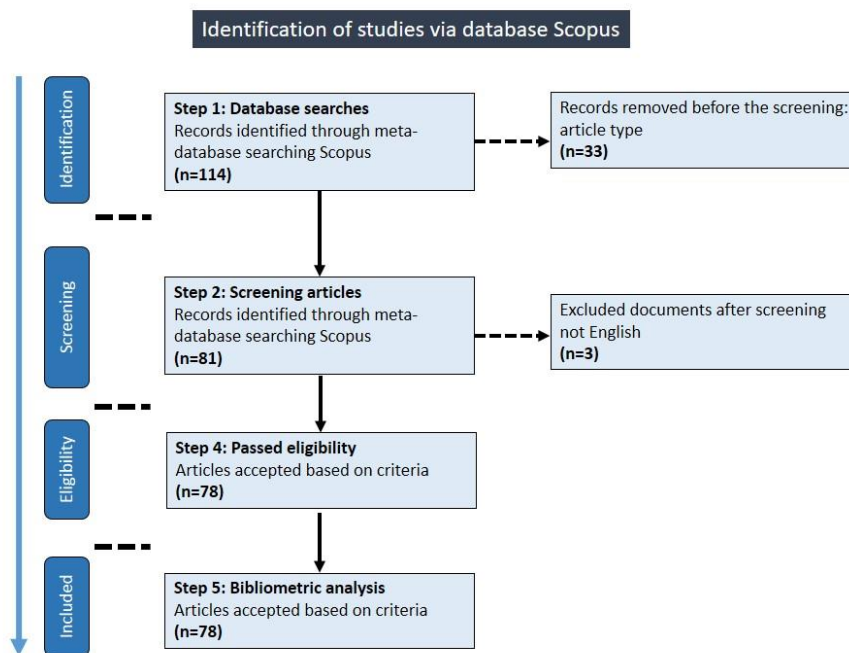 Identification of studies via database Scopus
Identification
Step 1: Database searches
Records identified through meta-
database searching Scopus
(n=114)
Records removed before the screening:
article type
(n=33)
Screening
Step 2: Screening articles
Records identified through meta-
database searching Scopus
(n=81)
Excluded documents after screening
not English
(n=3)
Eligibility
Step 4: Passed eligibility
Articles accepted based on criteria
(n=78)
Included
Step 5: Bibliometric analysis
Articles accepted based on criteria
(n=78)